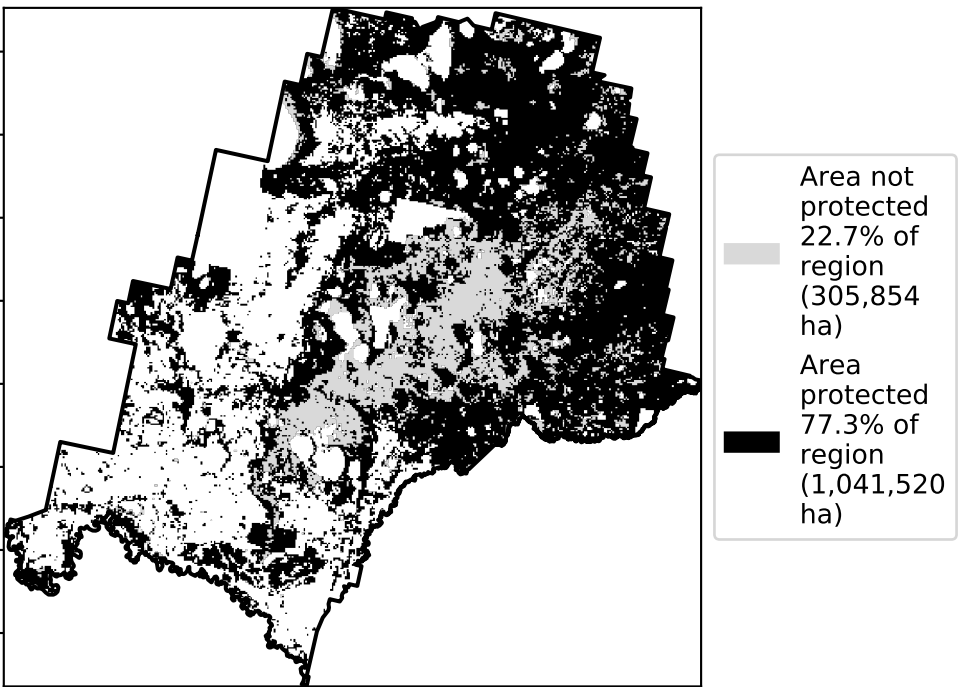 Area not
protected
22.7% of
region
(305,854
ha)
Area
protected
77.3% of
region
(1,041,520
ha)